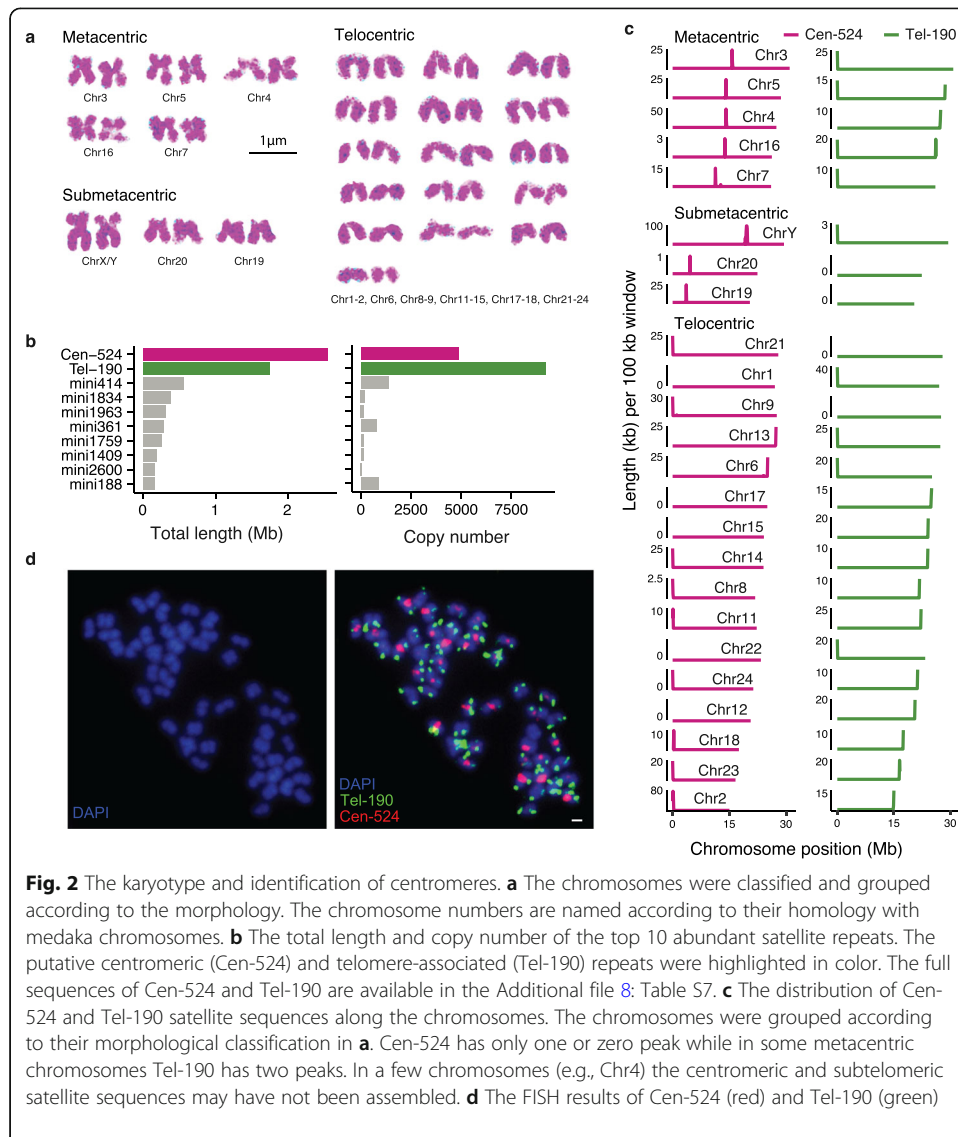 a
Metacentric
Chr3 Chr5 Chr4
Chr16 Chr7
1μm
Submetacentric
ChrX/Y Chr20 Chr19
Telocentric
Chr1-2, Chr6, Chr8-9, Chr11-15, Chr17-18, Chr21-24
b
Cen-524
Tel-190
mini414
mini1834
mini1963
mini361
mini1759
mini1409
mini2600
mini188
0 1 2
Total length (Mb)
0 2500 5000 7500
Copy number
c
Cen-524 Tel-190
Length (kb) per 100 kb window
Metacentric
25 Chr3 25
25 Chr5 15
50 Chr4 10
3 Chr16 20
15 Chr7 10
Submetacentric
100 ChrY 3
1 Chr20 0
25 Chr19 0
Telocentric
25 Chr21 0
0 Chr1 40
30 Chr9 0
25 Chr13 25
25 Chr6 20
0 Chr17 15
0 Chr15 20
25 Chr14 10
2.5 Chr8 10
10 Chr11 25
0 Chr22 20
0 Chr24 10
0 Chr12 20
10 Chr18 10
20 Chr23 20
80 Chr2 15
0 15 30 0 15 30
Chromosome position (Mb)
d
DAPI
DAPI
Tel-190
Cen-524
Fig. 2 The karyotype and identification of centromeres. a The chromosomes were classified and grouped
according to the morphology. The chromosome numbers are named according to their homology with
medaka chromosomes. b The total length and copy number of the top 10 abundant satellite repeats. The
putative centromeric (Cen-524) and telomere-associated (Tel-190) repeats were highlighted in color. The full
sequences of Cen-524 and Tel-190 are available in the Additional file 8: Table S7. c The distribution of Cen-
524 and Tel-190 satellite sequences along the chromosomes. The chromosomes were grouped according
to their morphological classification in a. Cen-524 has only one or zero peak while in some metacentric
chromosomes Tel-190 has two peaks. In a few chromosomes (e.g., Chr4) the centromeric and subtelomeric
satellite sequences may have not been assembled. d The FISH results of Cen-524 (red) and Tel-190 (green)